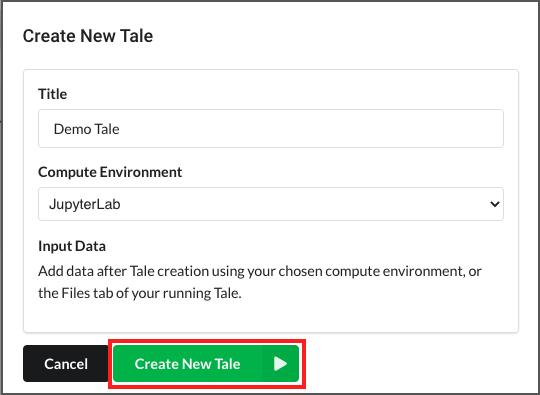 Create New Tale
Title
Demo Tale
Compute Environment
JupyterLab
Input Data
Add data after Tale creation using your chosen compute environment, or
the Files tab of your running Tale.
Cancel
Create New Tale